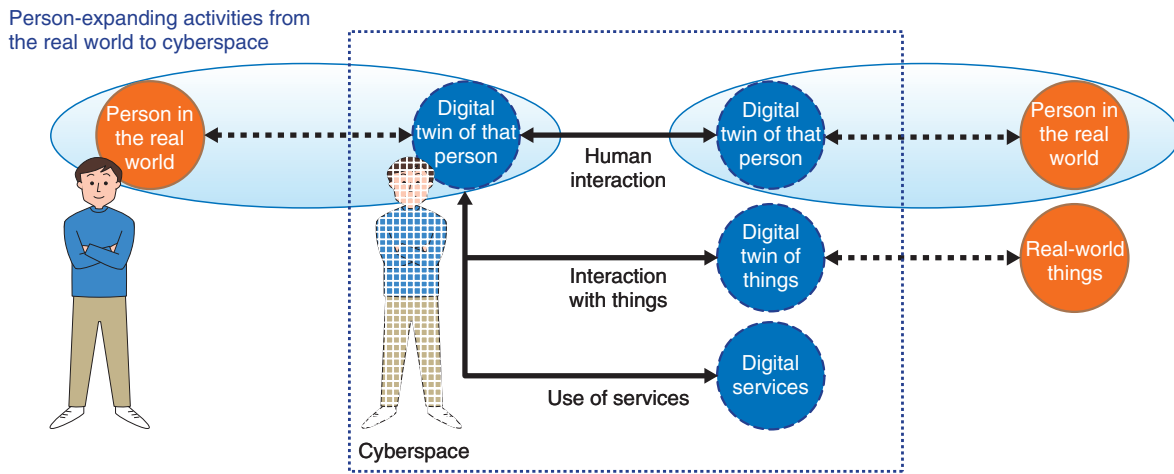 Person-expanding activities from
the real world to cyberspace
Person in
the real
world
Digital
twin of that
person
Human
interaction
Digital
twin of that
person
Person in
the real
world
Interaction
with things
Digital
twin of
things
Real-world
things
Use of services
Digital
services
Cyberspace